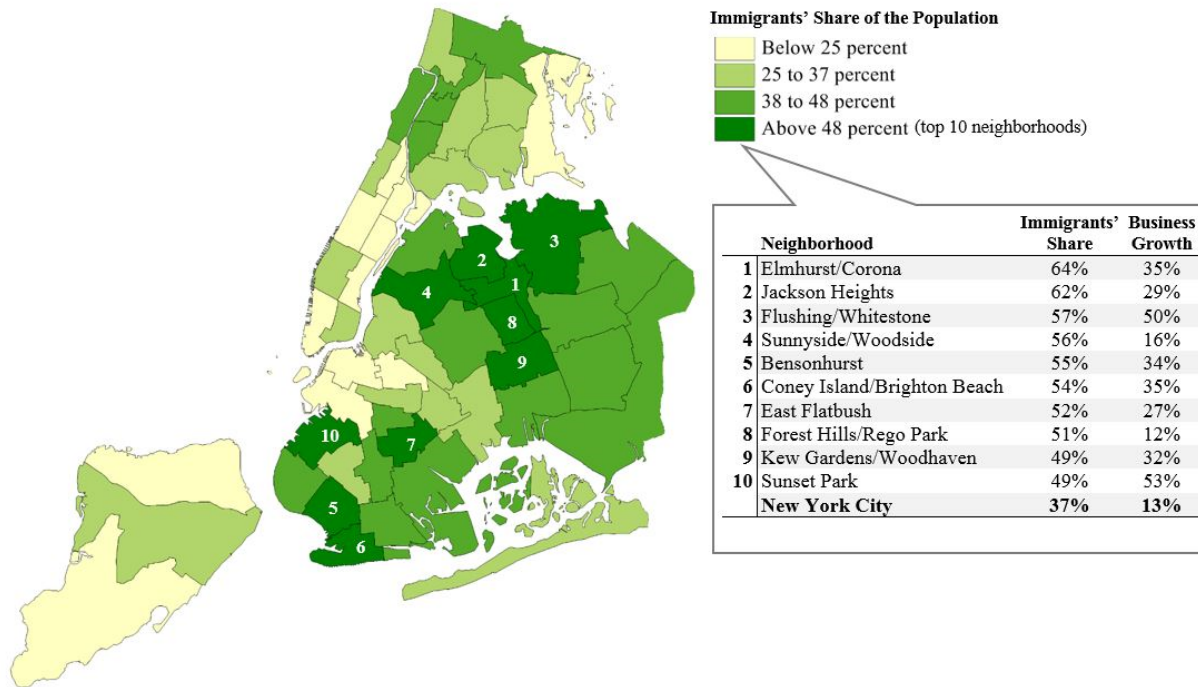 Immigrants' Share of the Population
Below 25 percent
25 to 37 percent
38 to 48 percent
Above 48 percent (top 10 neighborhoods)
Neighborhood Immigrants' Share Business Growth
1 Elmhurst/Corona 64% 35%
2 Jackson Heights 62% 29%
3 Flushing/Whitestone 57% 50%
4 Sunnyside/Woodside 56% 16%
5 Bensonhurst 55% 34%
6 Coney Island/Brighton Beach 54% 35%
7 East Flatbush 52% 27%
8 Forest Hills/Rego Park 51% 12%
9 Kew Gardens/Woodhaven 49% 32%
10 Sunset Park 49% 53%
New York City 37% 13%
3
2
1
4
8
9
10
7
5
6